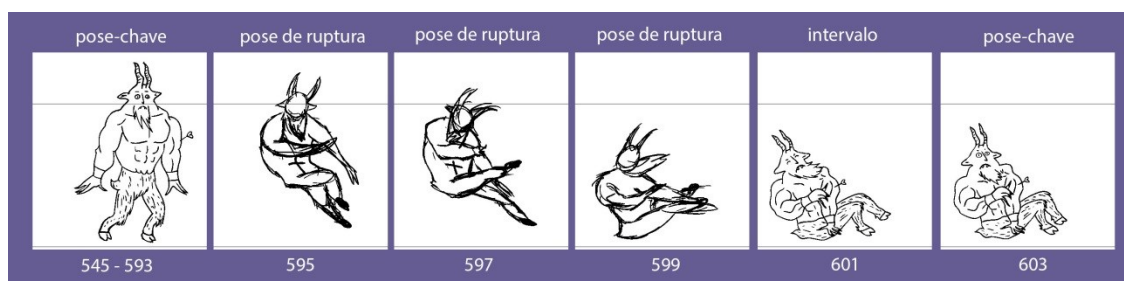 pose-chave pose de ruptura pose de ruptura pose de ruptura intervalo pose-chave
545 - 593 595 597 599 601 603